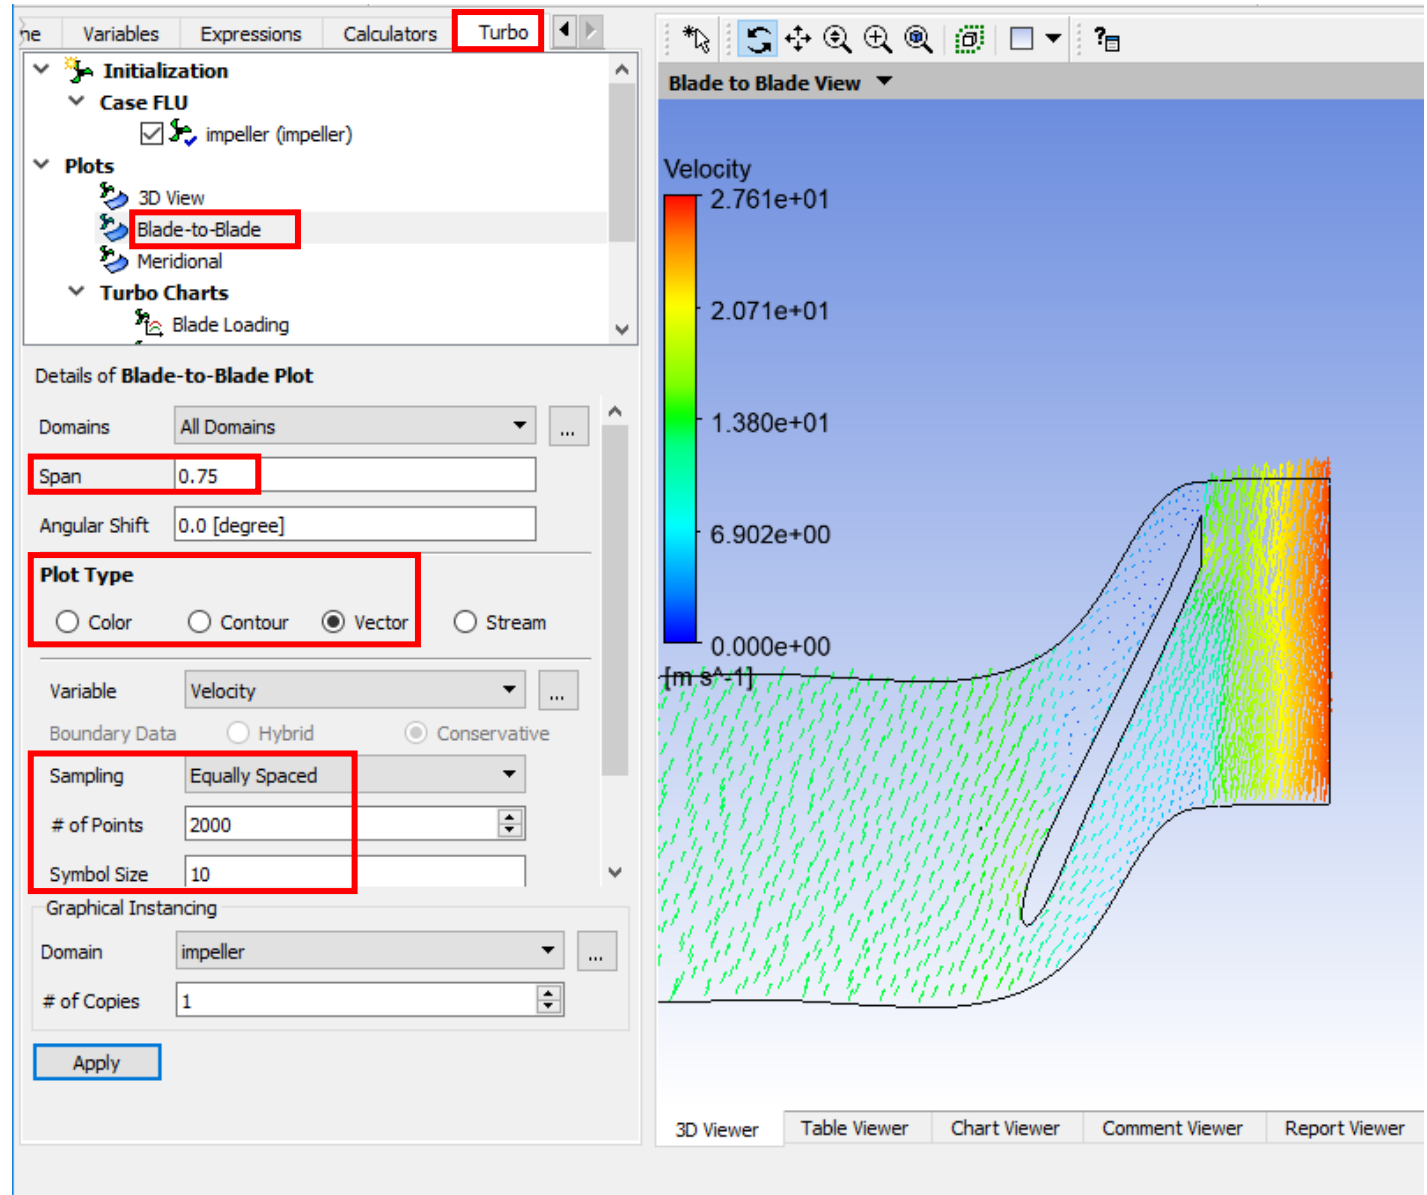 Variables Expressions Calculators Turbo
Initialization
Case FLU
impeller (impeller)
Plots
3D View
Blade-to-Blade
Meridional
Turbo Charts
Blade Loading
Details of Blade-to-Blade Plot
Domains All Domains ...
Span 0.75
Angular Shift 0.0 [degree]
Plot Type
Color Contour Vector Stream
Variable Velocity ...
Boundary Data Hybrid Conservative
Sampling Equally Spaced
# of Points 2000
Symbol Size 10
Graphical Instancing
Domain impeller ...
# of Copies 1
Apply
Blade to Blade View
Velocity
2.761e+01
2.071e+01
1.380e+01
6.902e+00
0.000e+00
[m s^-1]
3D Viewer Table Viewer Chart Viewer Comment Viewer Report Viewer